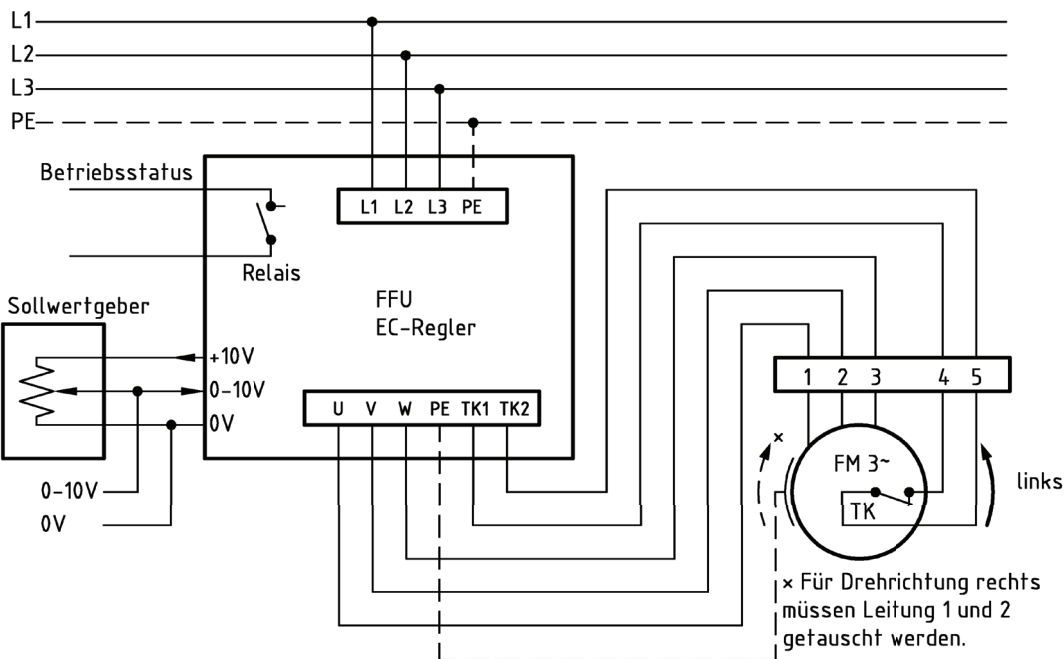 L1
L2
L3
PE
Betriebsstatus
L1 L2 L3 PE
Relais
Sollwertgeber
FFU
EC-Regler
+10V
0-10V
0V
U V W PE TK1 TK2
0-10V
0V
1 2 3 4 5
×
FM 3~
TK
links
× Für Drehrichtung rechts
müssen Leitung 1 und 2
getauscht werden.